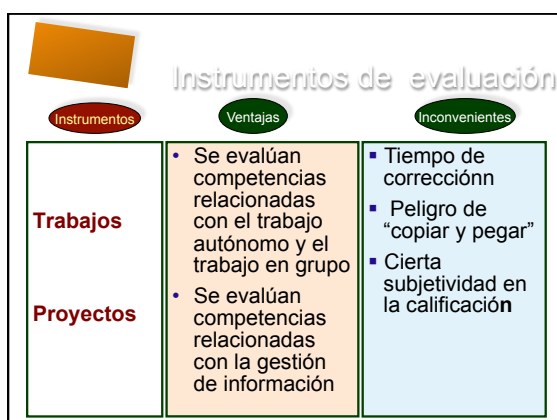 Instrumentos de evaluación
Instrumentos
Ventajas
Inconvenientes
Trabajos
Proyectos
• Se evalúan
competencias
relacionadas
con el trabajo
autónomo y el
trabajo en grupo
• Se evalúan
competencias
relacionadas
con la gestión
de información
▪ Tiempo de
correcciónn
▪ Peligro de
“copiar y pegar”
▪ Cierta
subjetividad en
la calificación